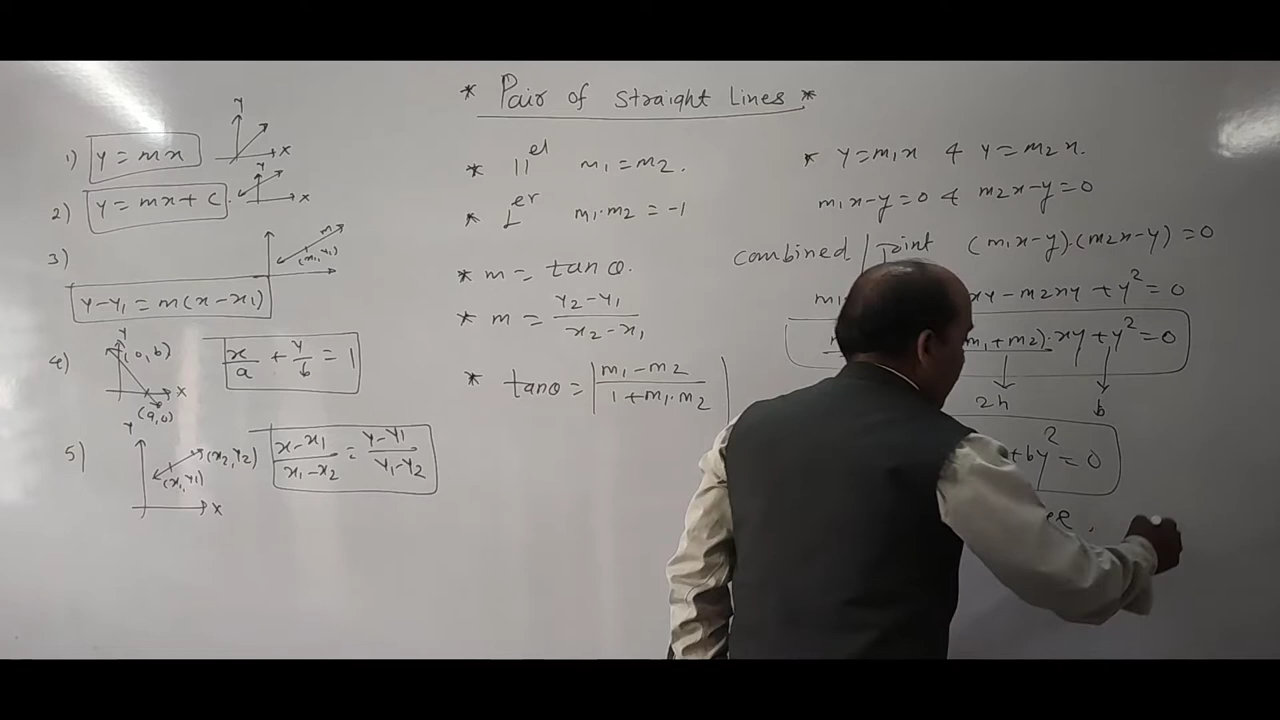 * Pair of Straight Lines *
1) y = mx
Y
X
2) y = mx + c.
Y
X
3)
m
(x1, y1)
y-y1 = m(x-x1)
4)
Y
(0, b)
X
(a, 0)
x/a + y/b = 1
5)
Y
(x2, y2)
(x1, y1)
X
x-x1/x1-x2 = y-y1/y1-y2
* 11el m1 = m2.
* ⊥er m1.m2 = -1
* m = tan θ.
* m = y2-y1/x2-x1
* tan θ = |m1-m2/1+m1.m2|
* y=m1x & y=m2x.
m1x-y=0 & m2x-y=0
combined / Joint (m1x-y).(m2x-y) = 0
xy - m2xy + y² = 0
m1+m2).xy + y² = 0
2h b
+ by² = 0